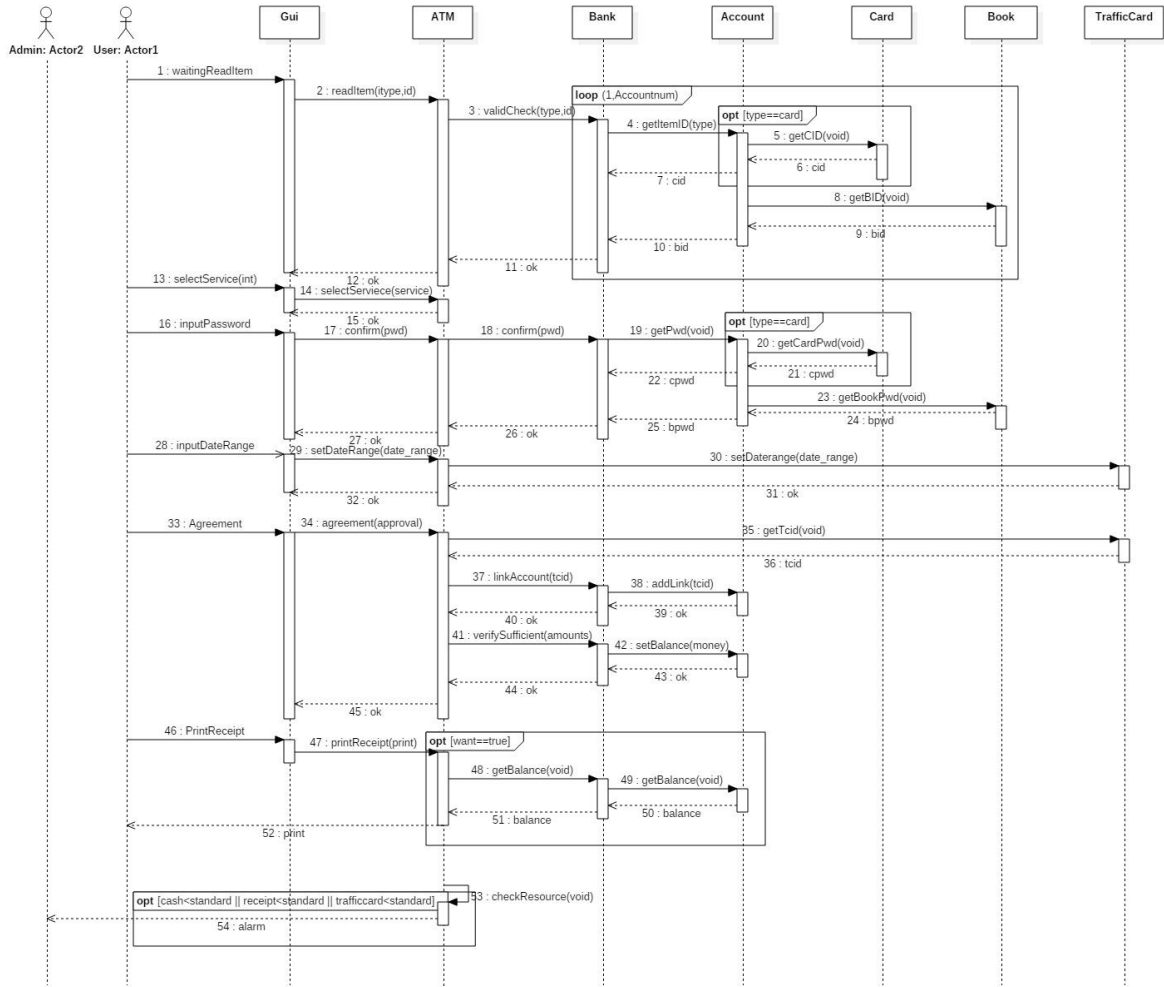 Gui
ATM
Bank
Account
Card
Book
TrafficCard
Admin: Actor2
User: Actor1
1 : waitingReadItem
2 : readItem(itype,id)
loop (1,Accountnum)
3 : validCheck(type,id)
opt [type==card]
4 : getItemID(type)
5 : getCID(void)
6 : cid
7 : cid
8 : getBID(void)
9 : bid
10 : bid
11 : ok
12 : ok
13 : selectService(int)
14 : selectServiece(service)
15 : ok
16 : inputPassword
17 : confirm(pwd)
18 : confirm(pwd)
19 : getPwd(void)
opt [type==card]
20 : getCardPwd(void)
21 : cpwd
22 : cpwd
23 : getBookPwd(void)
24 : bpwd
25 : bpwd
26 : ok
27 : ok
28 : inputDateRange
29 : setDateRange(date_range)
30 : setDaterange(date_range)
31 : ok
32 : ok
33 : Agreement
34 : agreement(approval)
35 : getTcid(void)
36 : tcid
37 : linkAccount(tcid)
38 : addLink(tcid)
39 : ok
40 : ok
41 : verifySufficient(amounts)
42 : setBalance(money)
43 : ok
44 : ok
45 : ok
46 : PrintReceipt
47 : printReceipt(print)
opt [want==true]
48 : getBalance(void)
49 : getBalance(void)
50 : balance
51 : balance
52 : print
53 : checkResource(void)
opt [cash<standard || receipt<standard || trafficcard<standard]
54 : alarm